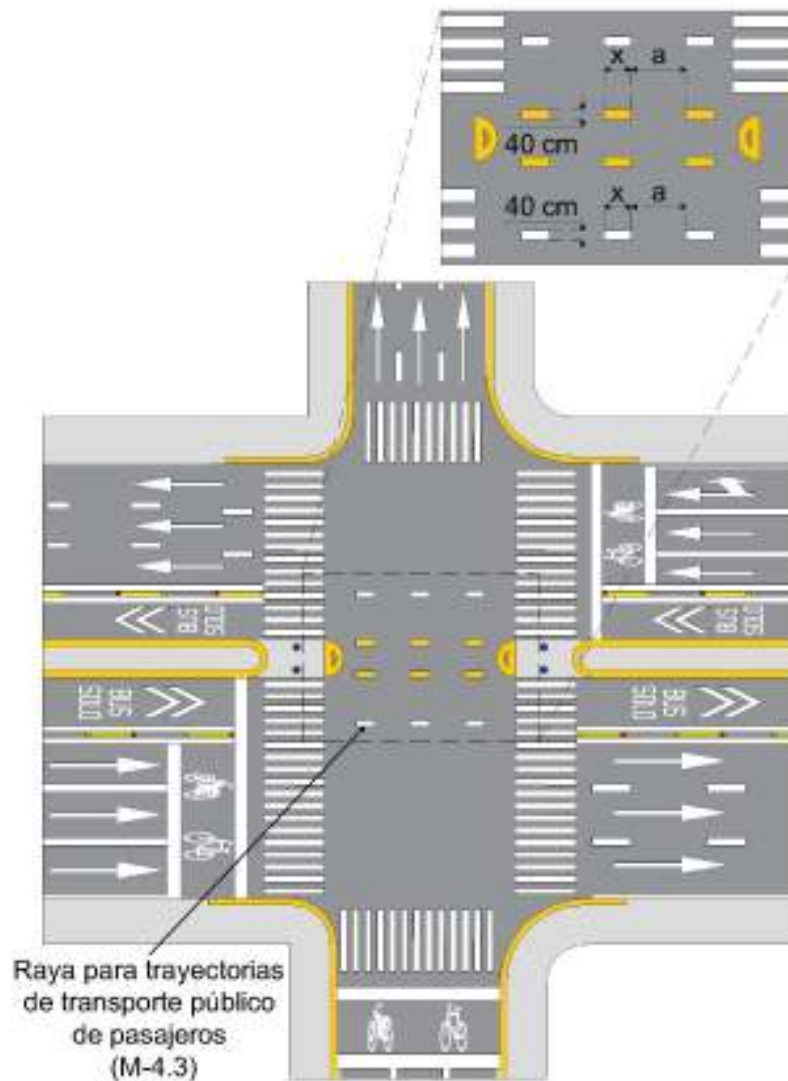 x a
40 cm
40 cm x a
BUS
SOLO
BUS
SOLO
SOLO
BUS
SOLO
BUS
Raya para trayectorias
de transporte público
de pasajeros
(M-4.3)